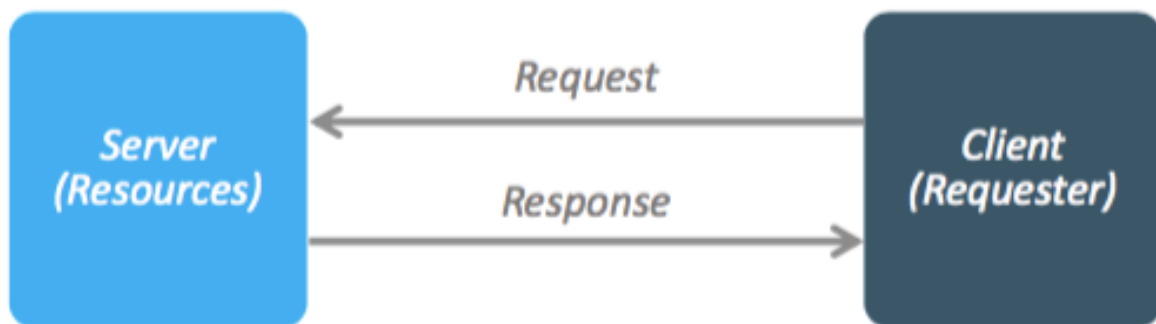 Server
(Resources)
Request
Response
Client
(Requester)